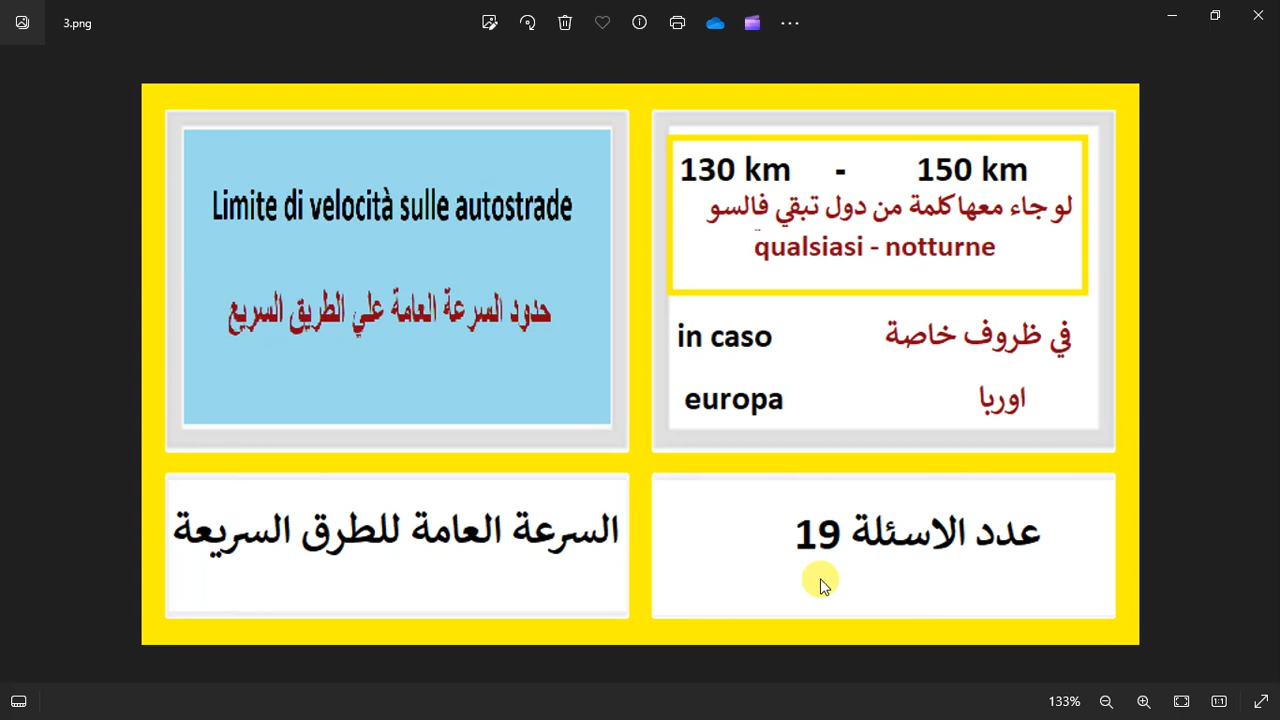 3.png
Limite di velocità sulle autostrade
حدود السرعة العامة علي الطريق السريع
130 km - 150 km
لو جاء معها كلمة من دول تبقي فالسو
qualsiasi - notturne
in caso في ظروف خاصة
europa اوربا
السرعة العامة للطرق السريعة
عدد الاسئلة 19
133%